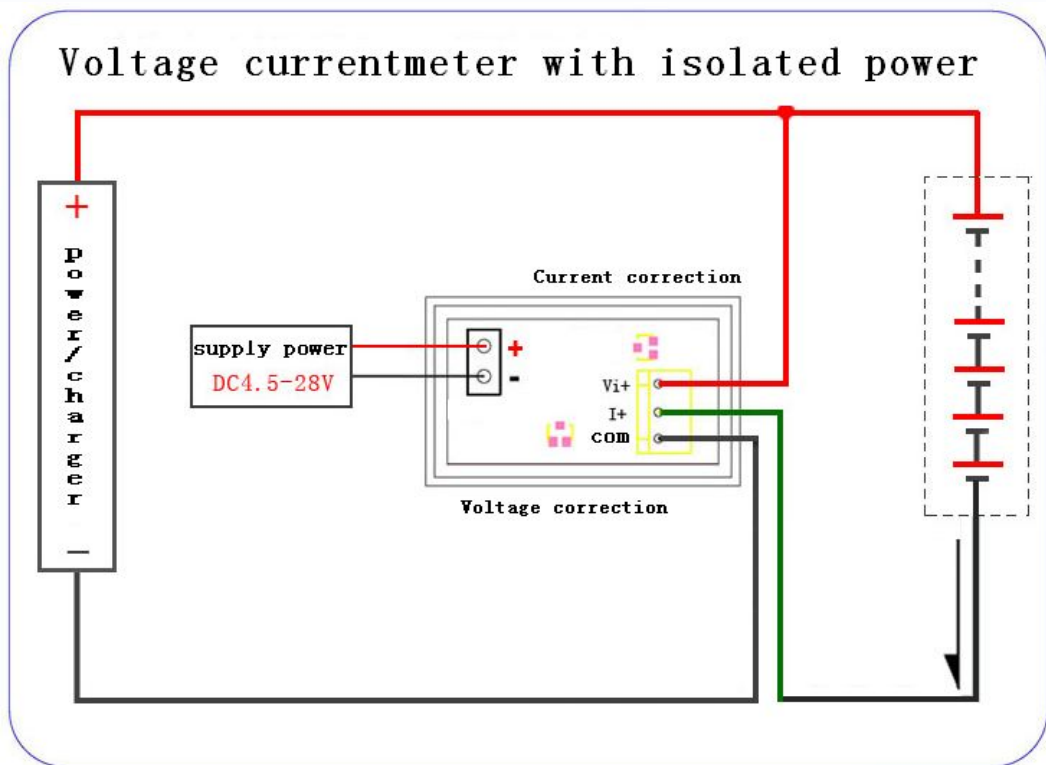 Voltage currentmeter with isolated power
+
power/charger
−
Current correction
supply power
DC4.5-28V
+
-
Vi+
I+
com
Voltage correction